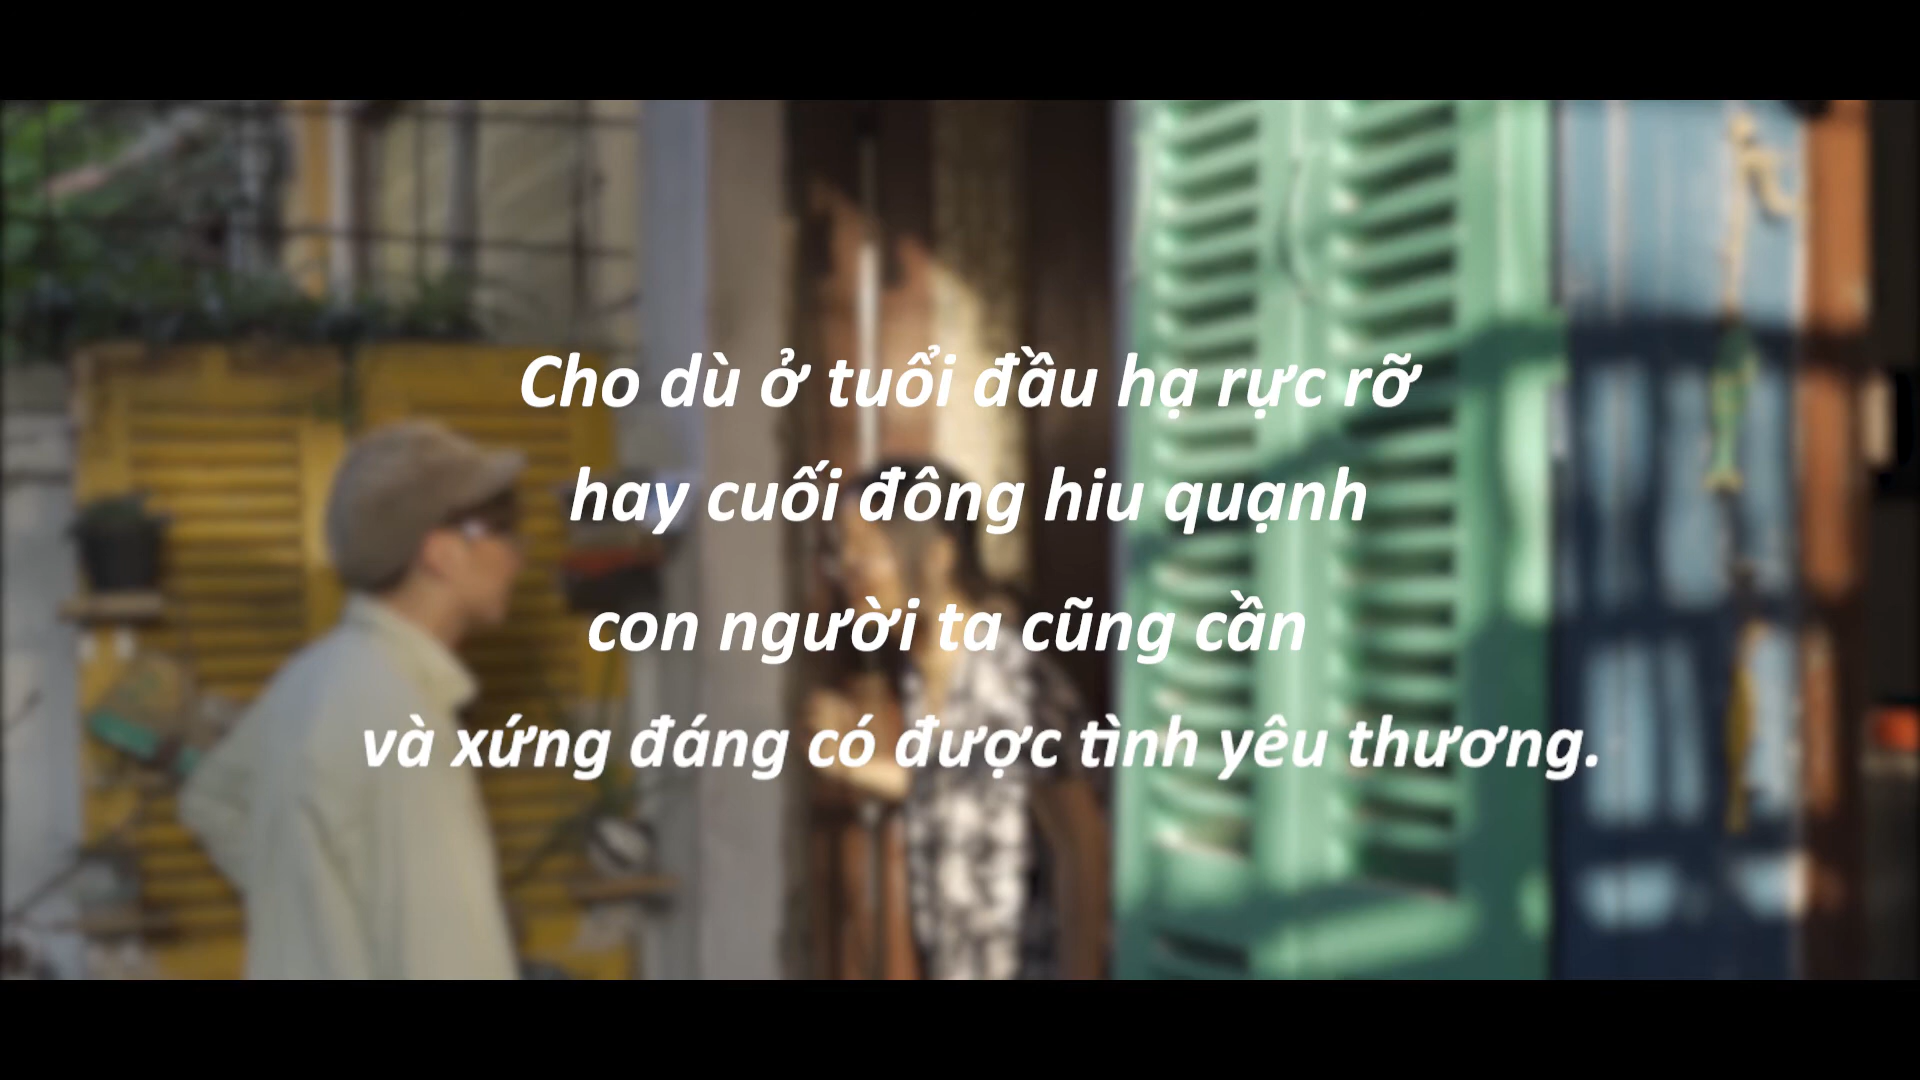 Cho dù ở tuổi đầu hạ rực rỡ
hay cuối đông hiu quạnh
con người ta cũng cần
và xứng đáng có được tình yêu thương.